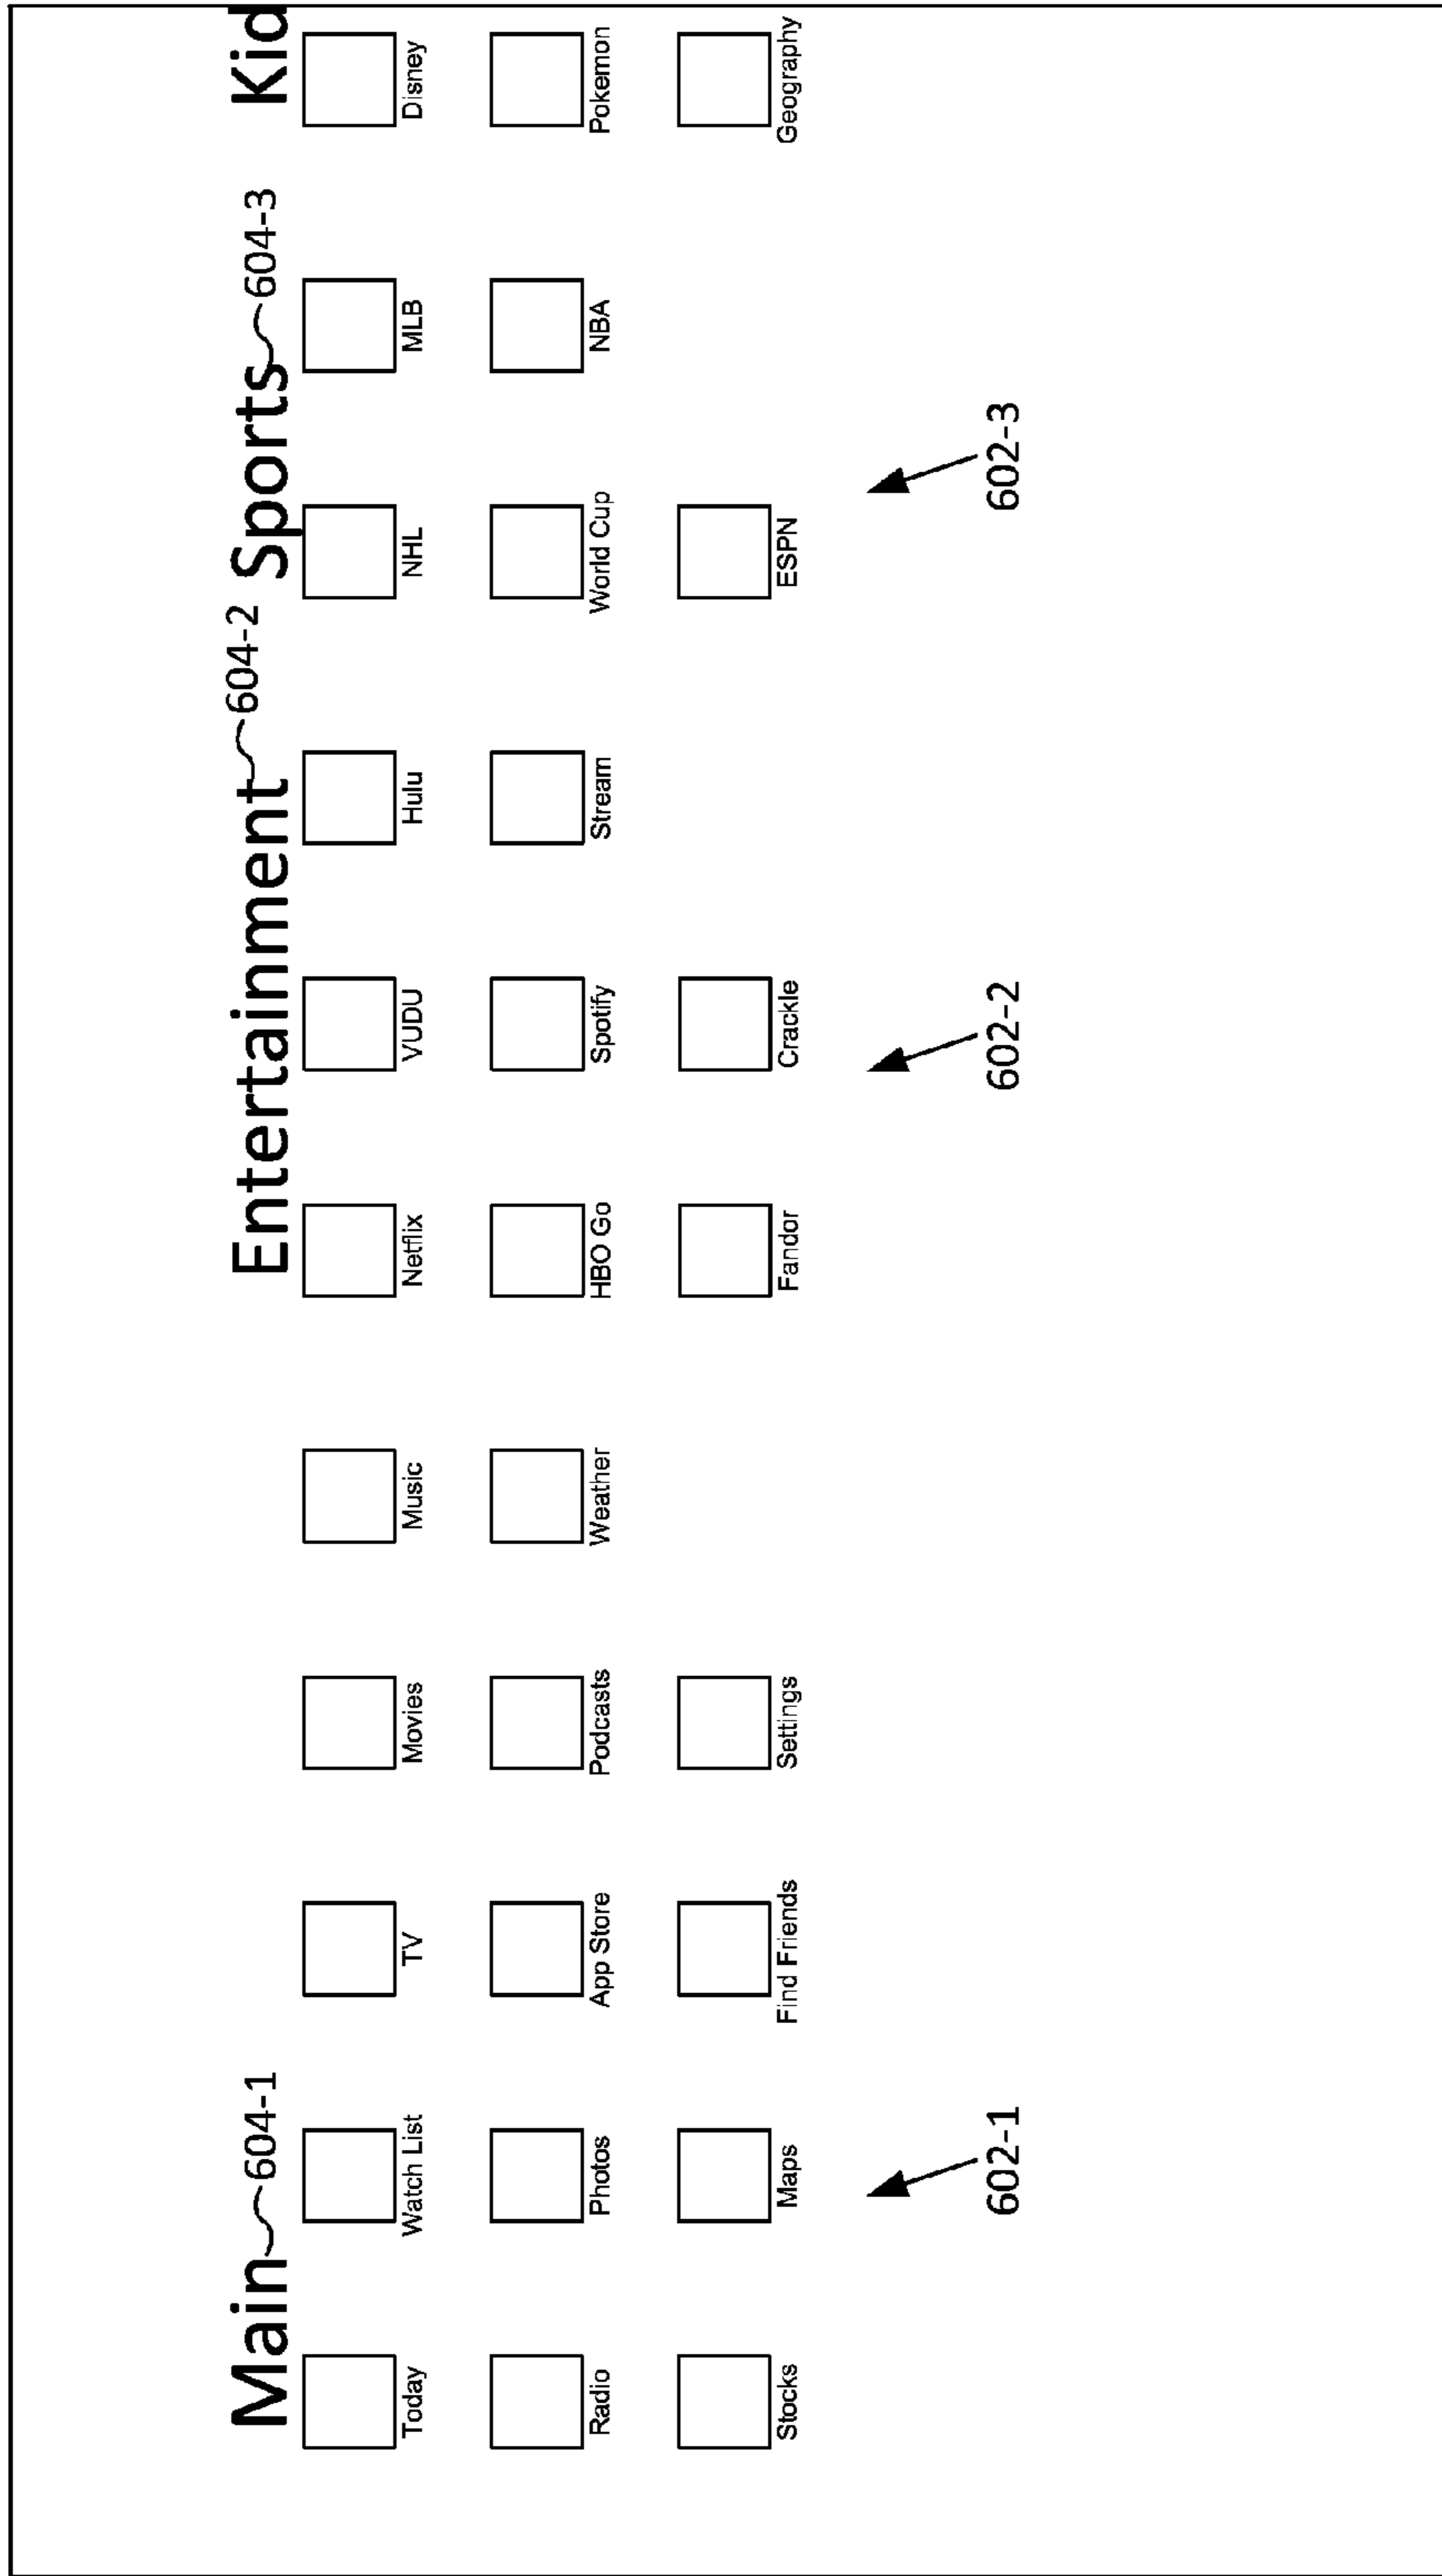 Main 604-1 Entertainment 604-2 Sports 604-3 Kid
Today Watch List TV Movies Music Netflix VUDU Hulu NHL MLB Disney
Radio Photos App Store Podcasts Weather HBO Go Spotify Stream World Cup NBA Pokemon
Stocks Maps Find Friends Settings Fandor Crackle ESPN Geography
602-1 602-2 602-3